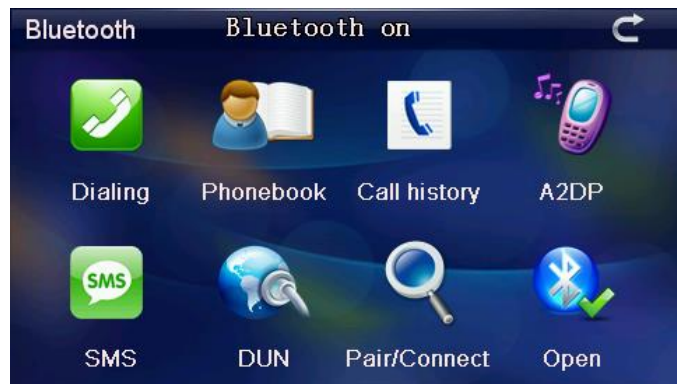 Bluetooth Bluetooth on
Dialing Phonebook Call history A2DP
SMS
SMS DUN Pair/Connect Open